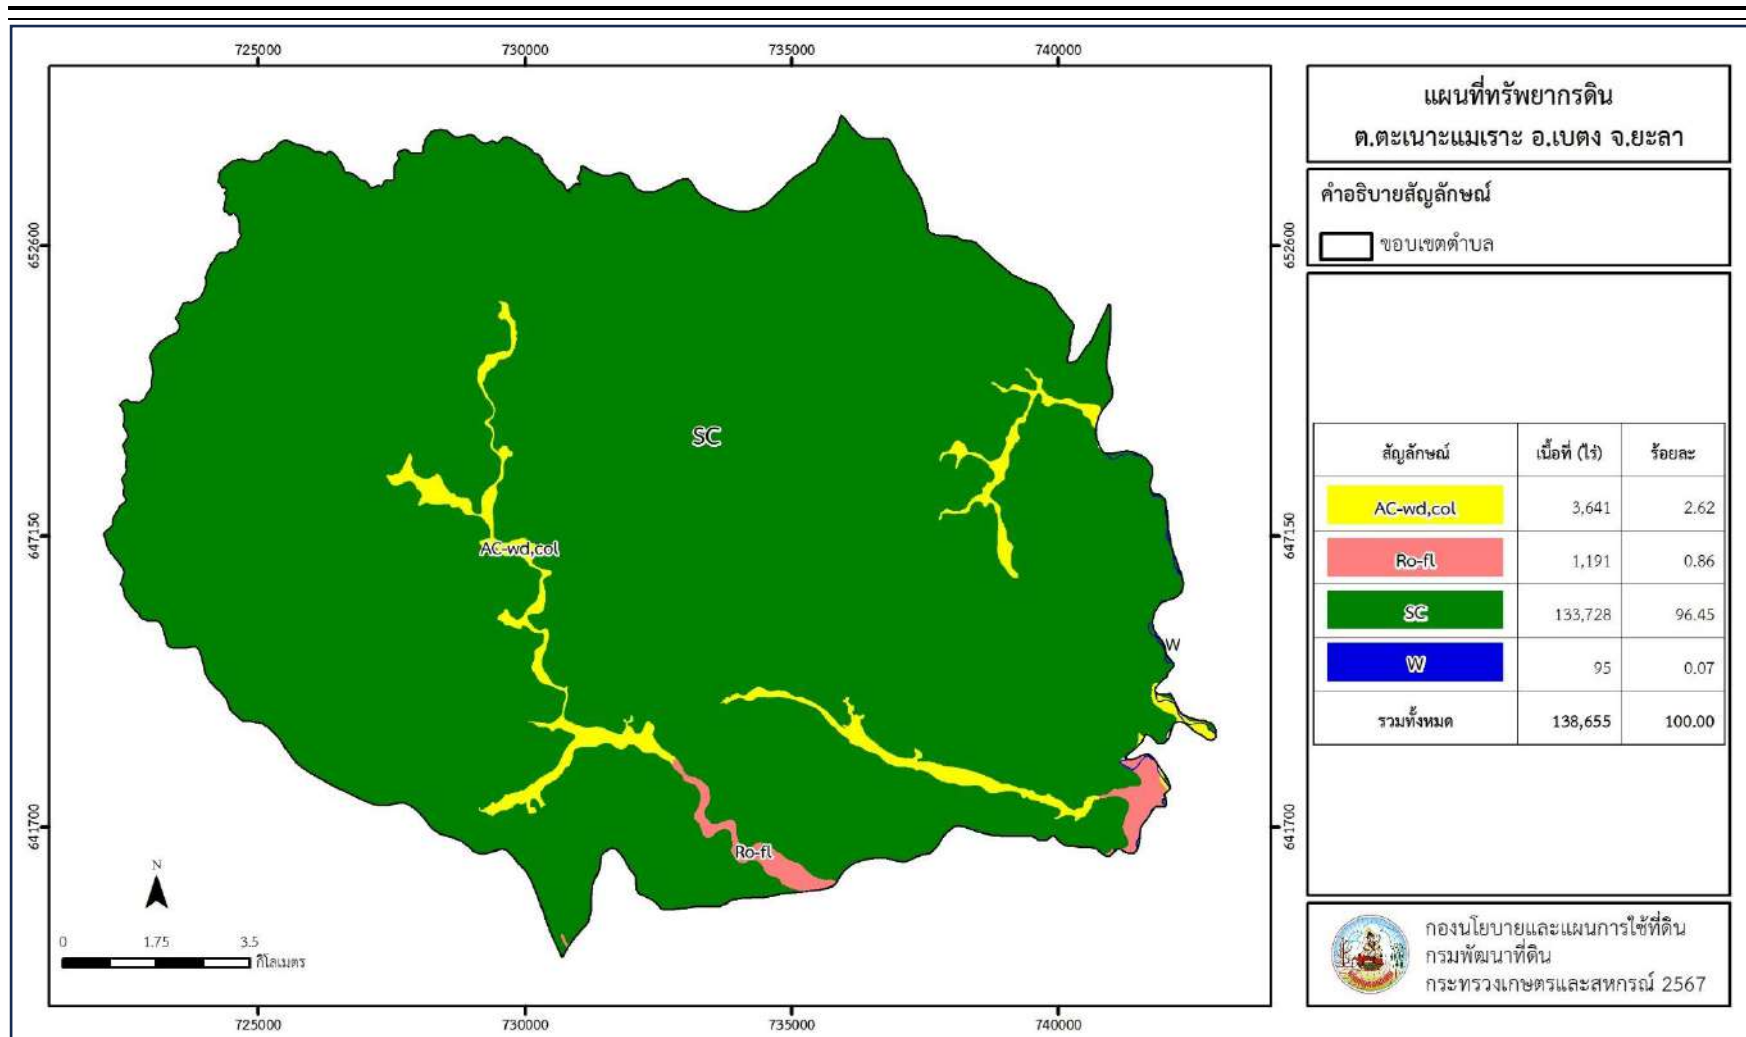 725000 730000 735000 740000
แผนที่ทรัพยากรดิน
ต.ตะเนาะแมเราะ อ.เบตง จ.ยะลา
คำอธิบายสัญลักษณ์
ขอบเขตตำบล
652600 652600
SC
647150 647150
AC-wd,col
W
641700 641700
Ro-fl
N
0 1.75 3.5
กิโลเมตร
725000 730000 735000 740000
สัญลักษณ์ เนื้อที่ (ไร่) ร้อยละ
AC-wd,col 3,641 2.62
Ro-fl 1,191 0.86
SC 133,728 96.45
W 95 0.07
รวมทั้งหมด 138,655 100.00
กองนโยบายและแผนการใช้ที่ดิน
กรมพัฒนาที่ดิน
กระทรวงเกษตรและสหกรณ์ 2567